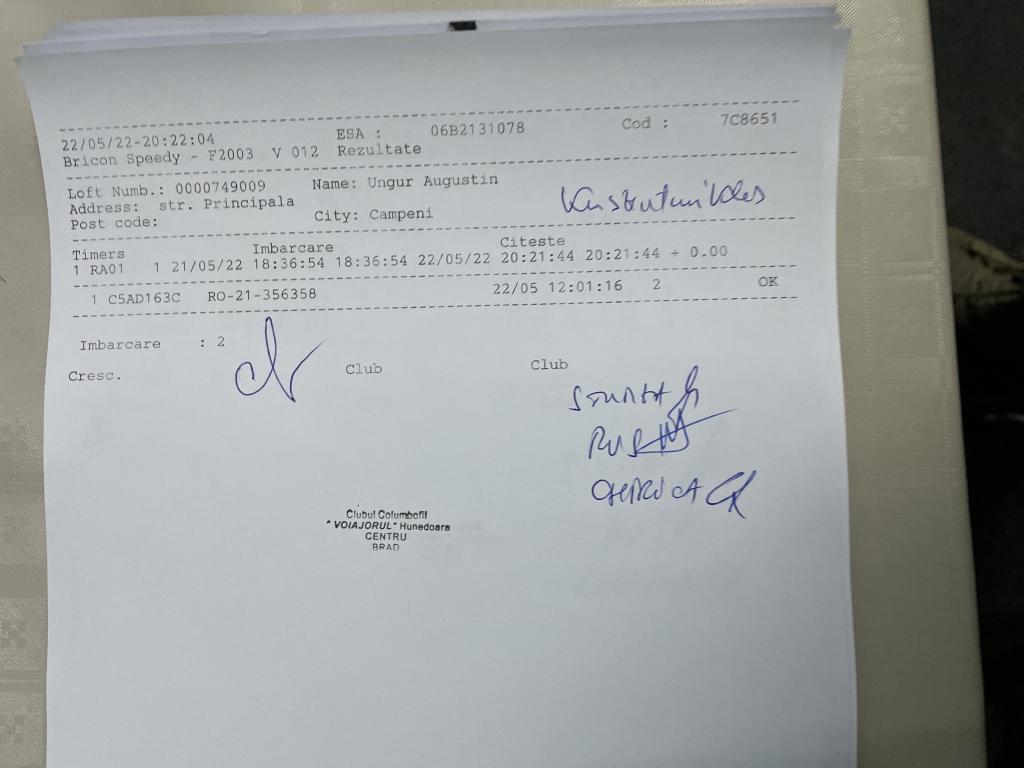 22/05/22-20:22:04 ESA : 06B2131078 Cod : 7C8651
Bricon Speedy - F2003 V 012 Rezultate
Loft Numb.: 0000749009 Name: Ungur Augustin
Address: str. Principala
Post code: City: Campeni
Timers Imbarcare Citeste
1 RA01 1 21/05/22 18:36:54 18:36:54 22/05/22 20:21:44 20:21:44 + 0.00
1 C5AD163C RO-21-356358 22/05 12:01:16 2 OK
Imbarcare : 2
Cresc. Club Club
RUS
Clubul Columbofil
"VOIAJORUL" Hunedoara
CENTRU
BRAD